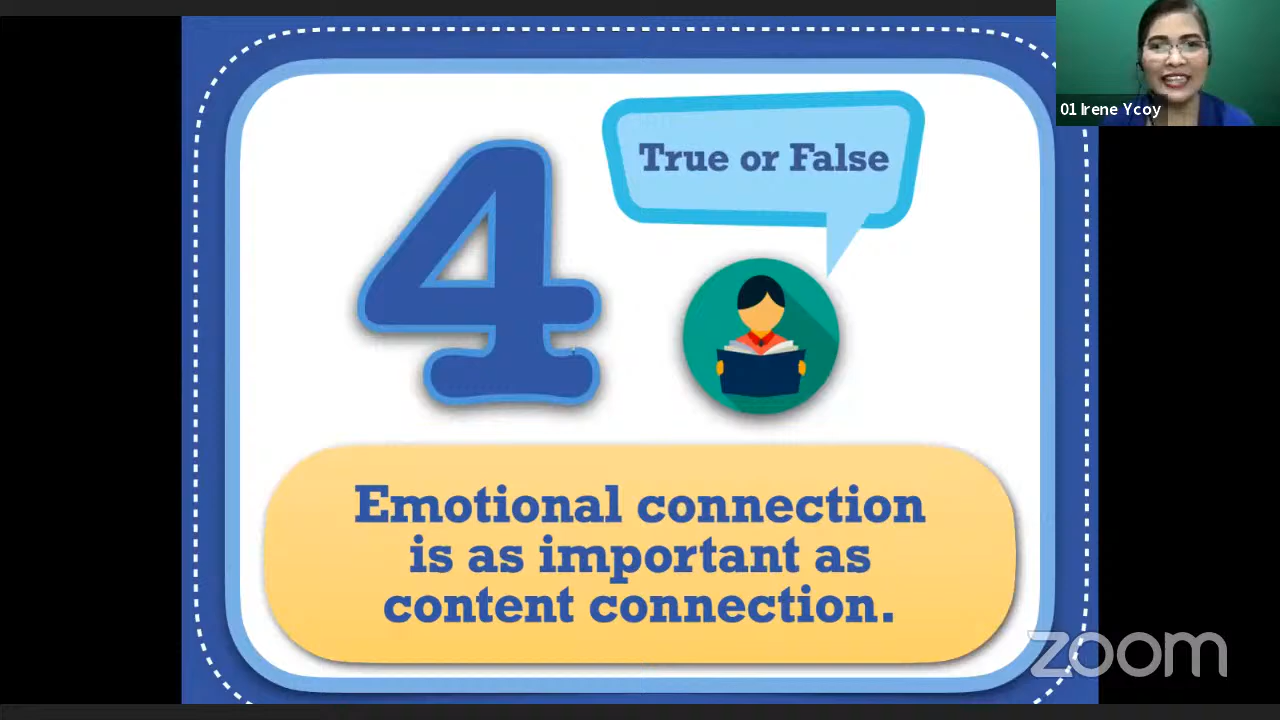 01 Irene Ycoy
True or False
4
Emotional connection
is as important as
content connection.
zoom